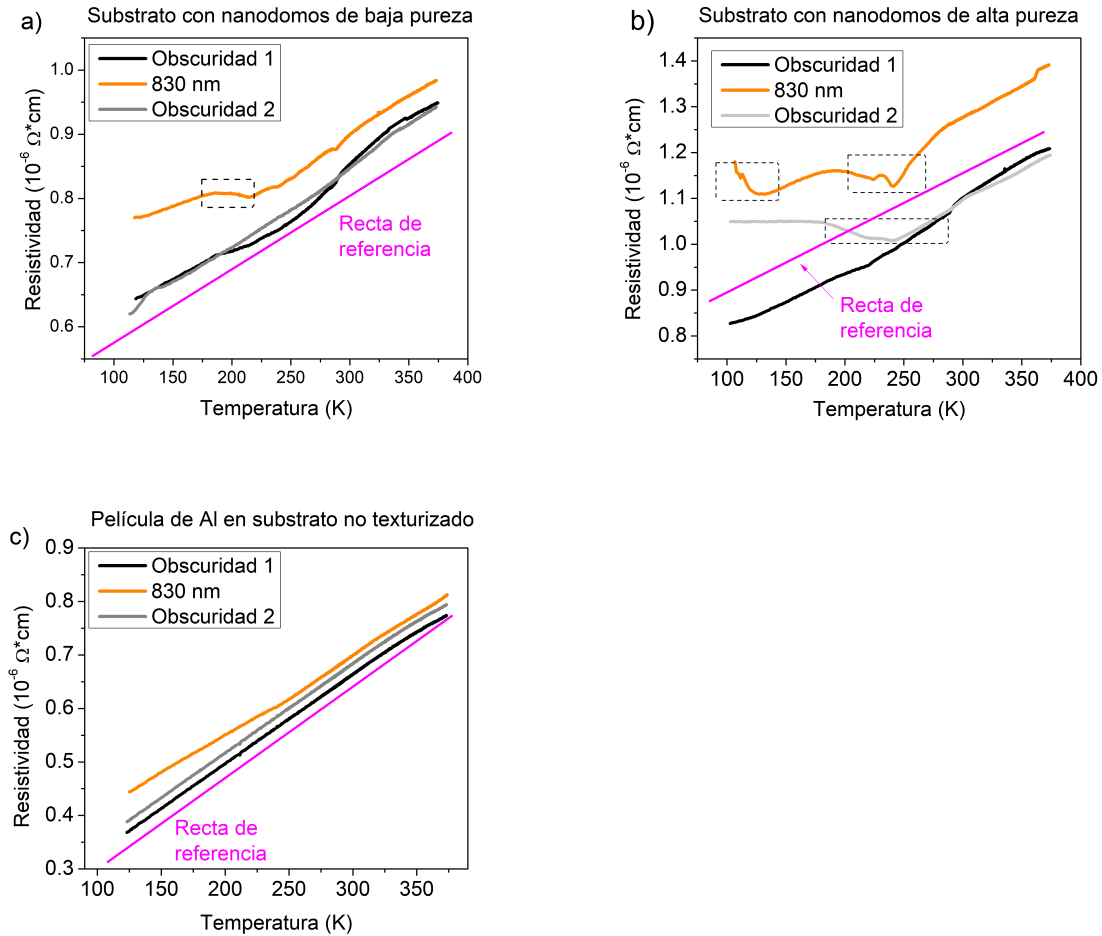 a)
Substrato con nanodomos de baja pureza
Obscuridad 1
830 nm
Obscuridad 2
Resistividad (10⁻⁶ Ω*cm)
1.0
0.9
0.8
0.7
0.6
Recta de
referencia
100 150 200 250 300 350 400
Temperatura (K)
b)
Substrato con nanodomos de alta pureza
Obscuridad 1
830 nm
Obscuridad 2
Resistividad (10⁻⁶ Ω*cm)
1.4
1.3
1.2
1.1
1.0
0.9
0.8
Recta de
referencia
100 150 200 250 300 350 400
Temperatura (K)
c)
Película de Al en substrato no texturizado
Obscuridad 1
830 nm
Obscuridad 2
Resistividad (10⁻⁶ Ω*cm)
0.9
0.8
0.7
0.6
0.5
0.4
0.3
Recta de
referencia
100 150 200 250 300 350
Temperatura (K)